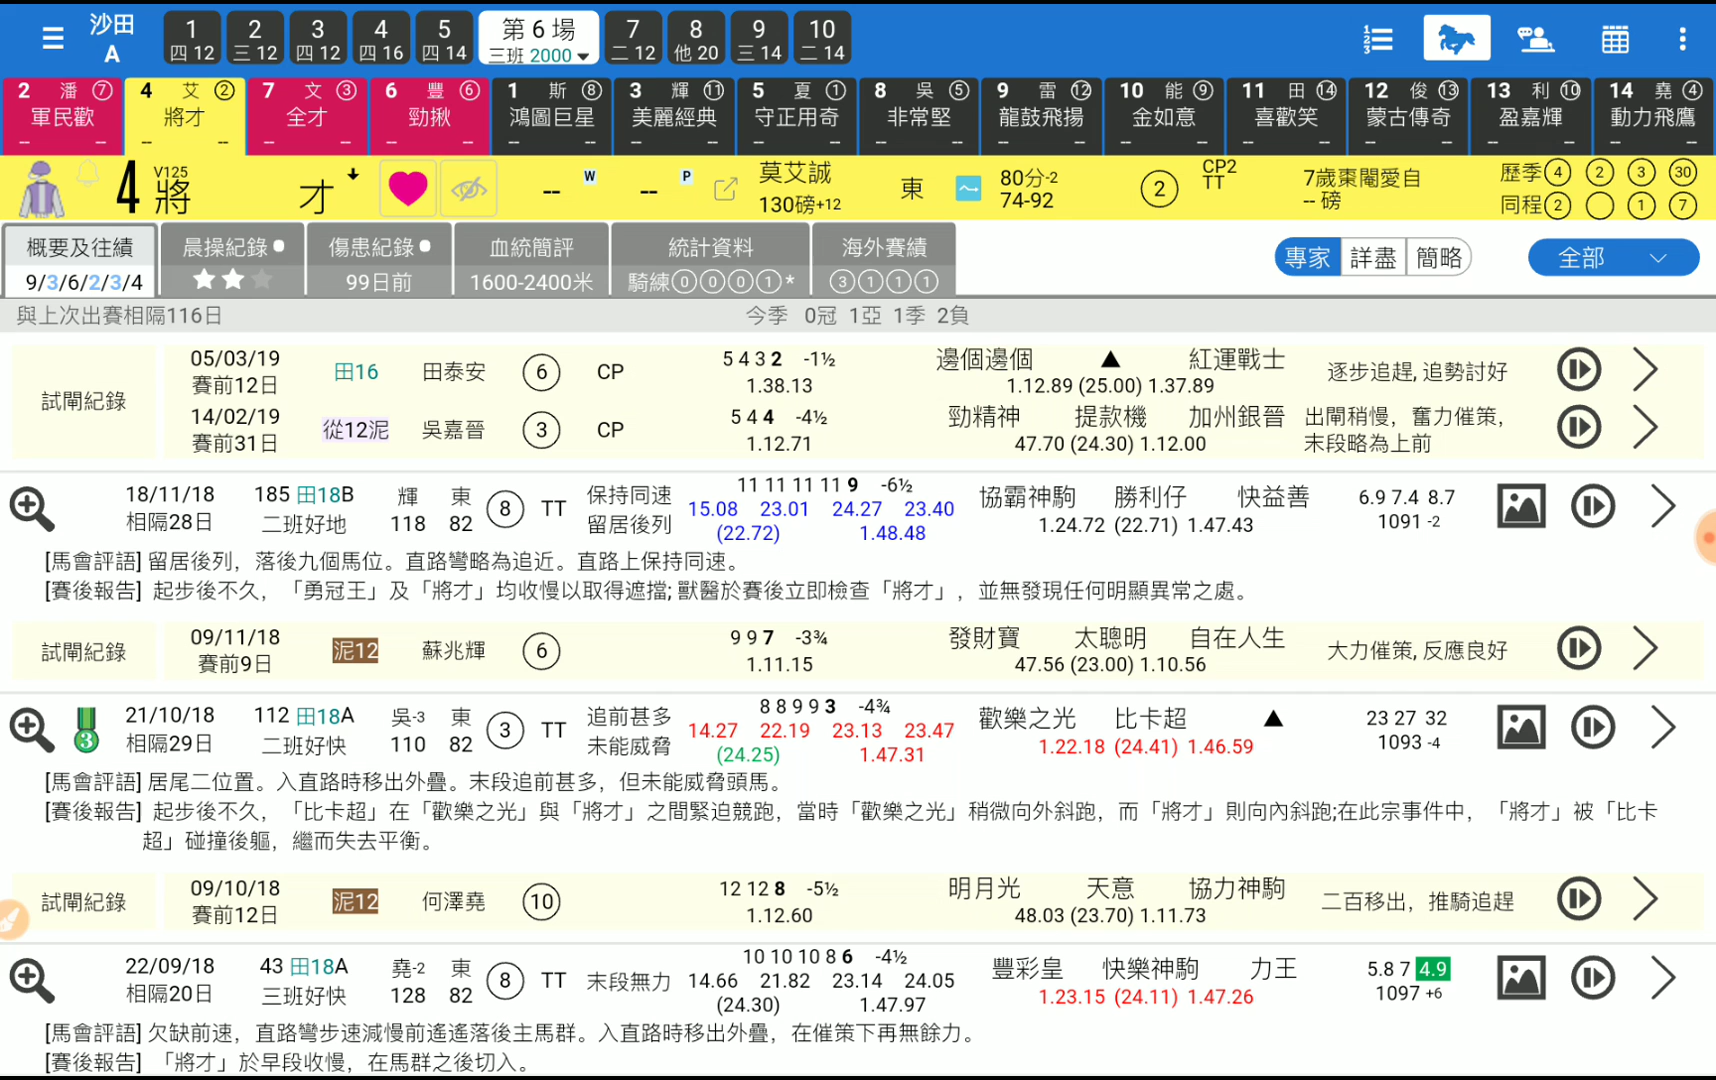 沙田 A
1 四 12
2 三 12
3 四 12
4 四 16
5 四 14
第 6 場 三班 2000
7 二 12
8 他 20
9 三 14
10 二 14
2 潘 ⑦ 軍民歡 -- --
4 艾 ② 將才 -- --
7 文 ③ 全才 -- --
6 豐 ⑥ 勁揪 -- --
1 斯 ⑧ 鴻圖巨星 -- --
3 輝 ⑪ 美麗經典 -- --
5 夏 ① 守正用奇 -- --
8 吳 ⑤ 非常堅 -- --
9 雷 ⑫ 龍鼓飛揚 -- --
10 能 ⑨ 金如意 -- --
11 田 ⑭ 喜歡笑 -- --
12 俊 ⑬ 蒙古傳奇 -- --
13 利 ⑩ 盈嘉輝 -- --
14 堯 ④ 動力飛鷹 -- --
4 V125 將才 -- W -- P 莫艾誠 東 80分-2 ② CP2 7歲棗閹愛自 歷季 ④ ② ③ ㉚
130磅+12 74-92 TT -- 磅 同程 ② ○ ① ⑦
概要及往績 晨操紀錄 傷患紀錄 血統簡評 統計資料 海外賽績 專家 詳盡 簡略 全部
9/3/6/2/3/4 ★★★ 99日前 1600-2400米 騎練⓪⓪⓪①* ③①①①
與上次出賽相隔116日 今季 0冠 1亞 1季 2負
試閘紀錄
05/03/19 田16 田泰安 ⑥ CP 5 4 3 2 -1½ 邊個邊個 ▲ 紅運戰士 逐步追趕, 追勢討好
賽前12日 1.38.13 1.12.89 (25.00) 1.37.89
14/02/19 從12泥 吳嘉晉 ③ CP 5 4 4 -4½ 勁精神 提款機 加州銀晉 出閘稍慢，奮力催策，
賽前31日 1.12.71 47.70 (24.30) 1.12.00 末段略為上前
18/11/18 185 田18B 輝 東 ⑧ TT 保持同速 11 11 11 11 9 -6½ 協霸神駒 勝利仔 快益善 6.9 7.4 8.7
相隔28日 二班好地 118 82 留居後列 15.08 23.01 24.27 23.40 1.24.72 (22.71) 1.47.43 1091 -2
(22.72) 1.48.48
[馬會評語] 留居後列，落後九個馬位。直路彎略為追近。直路上保持同速。
[賽後報告] 起步後不久，「勇冠王」及「將才」均收慢以取得遮擋; 獸醫於賽後立即檢查「將才」，並無發現任何明顯異常之處。
試閘紀錄 09/11/18 泥12 蘇兆輝 ⑥ 9 9 7 -3¾ 發財寶 太聰明 自在人生 大力催策, 反應良好
賽前9日 1.11.15 47.56 (23.00) 1.10.56
3 21/10/18 112 田18A 吳-3 東 ③ TT 追前甚多 8 8 9 9 3 -4¾ 歡樂之光 比卡超 ▲ 23 27 32
相隔29日 二班好快 110 82 未能威脅 14.27 22.19 23.13 23.47 1.22.18 (24.41) 1.46.59 1093 -4
(24.25) 1.47.31
[馬會評語] 居尾二位置。入直路時移出外疊。末段追前甚多，但未能威脅頭馬。
[賽後報告] 起步後不久，「比卡超」在「歡樂之光」與「將才」之間緊迫競跑，當時「歡樂之光」稍微向外斜跑，而「將才」則向內斜跑;在此宗事件中，「將才」被「比卡
超」碰撞後軀，繼而失去平衡。
試閘紀錄 09/10/18 泥12 何澤堯 ⑩ 12 12 8 -5½ 明月光 天意 協力神駒 二百移出，推騎追趕
賽前12日 1.12.60 48.03 (23.70) 1.11.73
22/09/18 43 田18A 堯-2 東 ⑧ TT 末段無力 10 10 10 8 6 -4½ 豐彩皇 快樂神駒 力王 5.8 7 4.9
相隔20日 三班好快 128 82 14.66 21.82 23.14 24.05 1.23.15 (24.11) 1.47.26 1097 +6
(24.30) 1.47.97
[馬會評語] 欠缺前速，直路彎步速減慢前遙遙落後主馬群。入直路時移出外疊，在催策下再無餘力。
[賽後報告] 「將才」於早段收慢，在馬群之後切入。